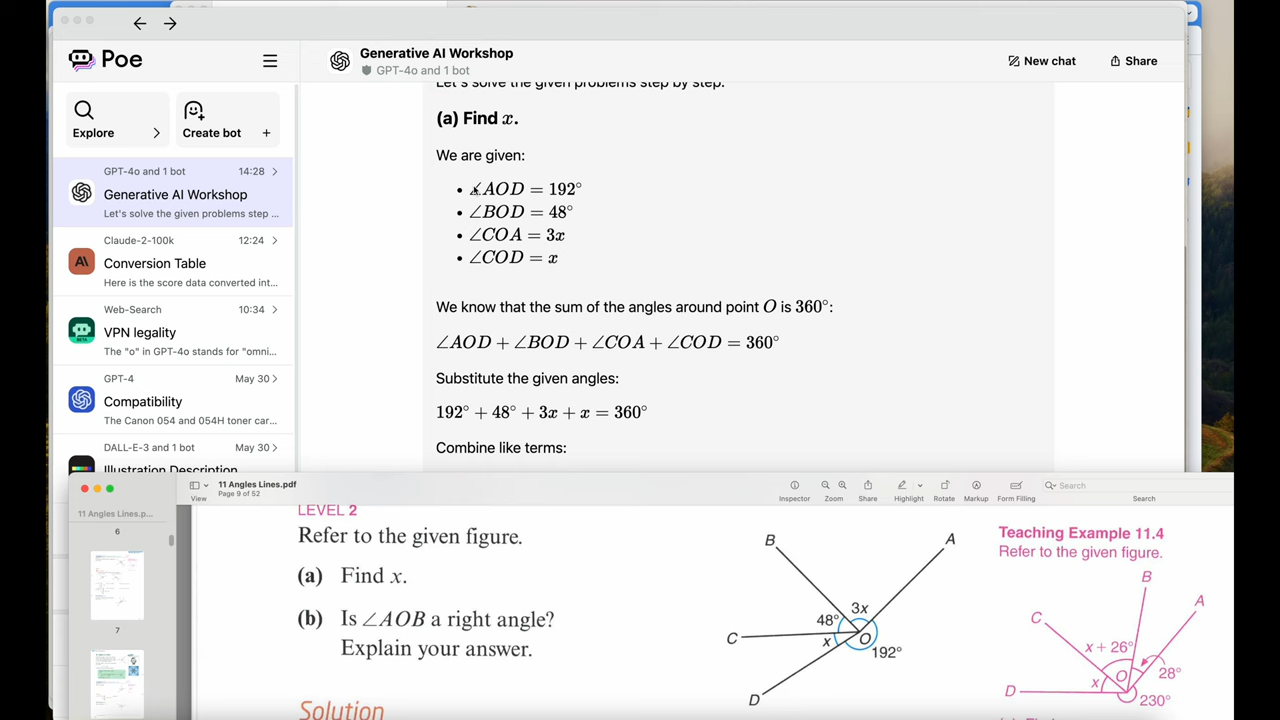 Poe
Explore
Create bot +
GPT-4o and 1 bot 14:28
Generative AI Workshop
Let's solve the given problems step ...
Claude-2-100k 12:24
Conversion Table
Here is the score data converted int...
Web-Search 10:34
BETA
VPN legality
The "o" in GPT-4o stands for "omni...
GPT-4 May 30
Compatibility
The Canon 054 and 054H toner car...
DALL-E-3 and 1 bot May 30
Illustration Description
Generative AI Workshop
GPT-4o and 1 bot
New chat
Share
Let's solve the given problems step by step.
(a) Find x.
We are given:
• ∠AOD = 192°
• ∠BOD = 48°
• ∠COA = 3x
• ∠COD = x
We know that the sum of the angles around point O is 360°:
∠AOD + ∠BOD + ∠COA + ∠COD = 360°
Substitute the given angles:
192° + 48° + 3x + x = 360°
Combine like terms:
11 Angles Lines.pdf
Page 9 of 52
View
Inspector
Zoom
Share
Highlight
Rotate
Markup
Form Filling
Search
Search
11 Angles Lines.p...
6
7
LEVEL 2
Refer to the given figure.
(a) Find x.
(b) Is ∠AOB a right angle?
Explain your answer.
Solution
B
A
3x
48°
C
x
O
192°
D
Teaching Example 11.4
Refer to the given figure.
B
A
C
x + 26°
O
28°
x
D
230°